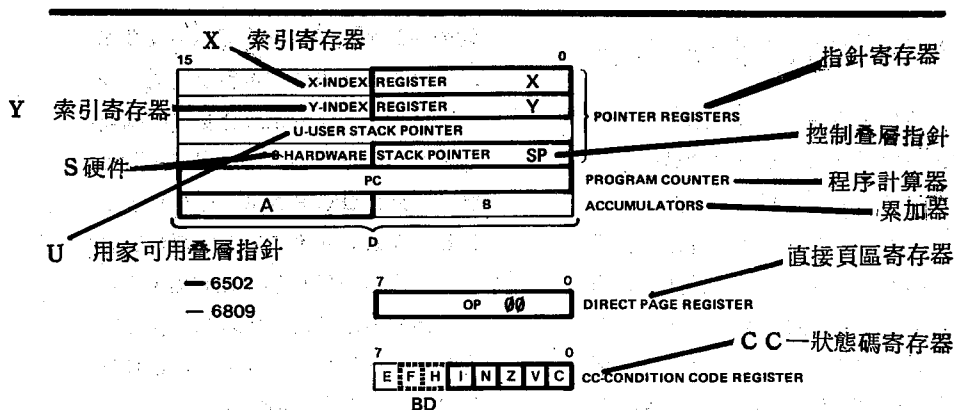 X 索引寄存器
15 0
X-INDEX REGISTER X
指針寄存器
Y 索引寄存器
Y-INDEX REGISTER Y
POINTER REGISTERS
U-USER STACK POINTER
控制叠層指針
S硬件
S-HARDWARE STACK POINTER SP
PC
PROGRAM COUNTER
程序計算器
A B
ACCUMULATORS
累加器
D
U 用家可用叠層指針
直接頁區寄存器
6502
6809
7 0
OP 00
DIRECT PAGE REGISTER
CC—狀態碼寄存器
7 0
E F H I N Z V C
CC-CONDITION CODE REGISTER
BD